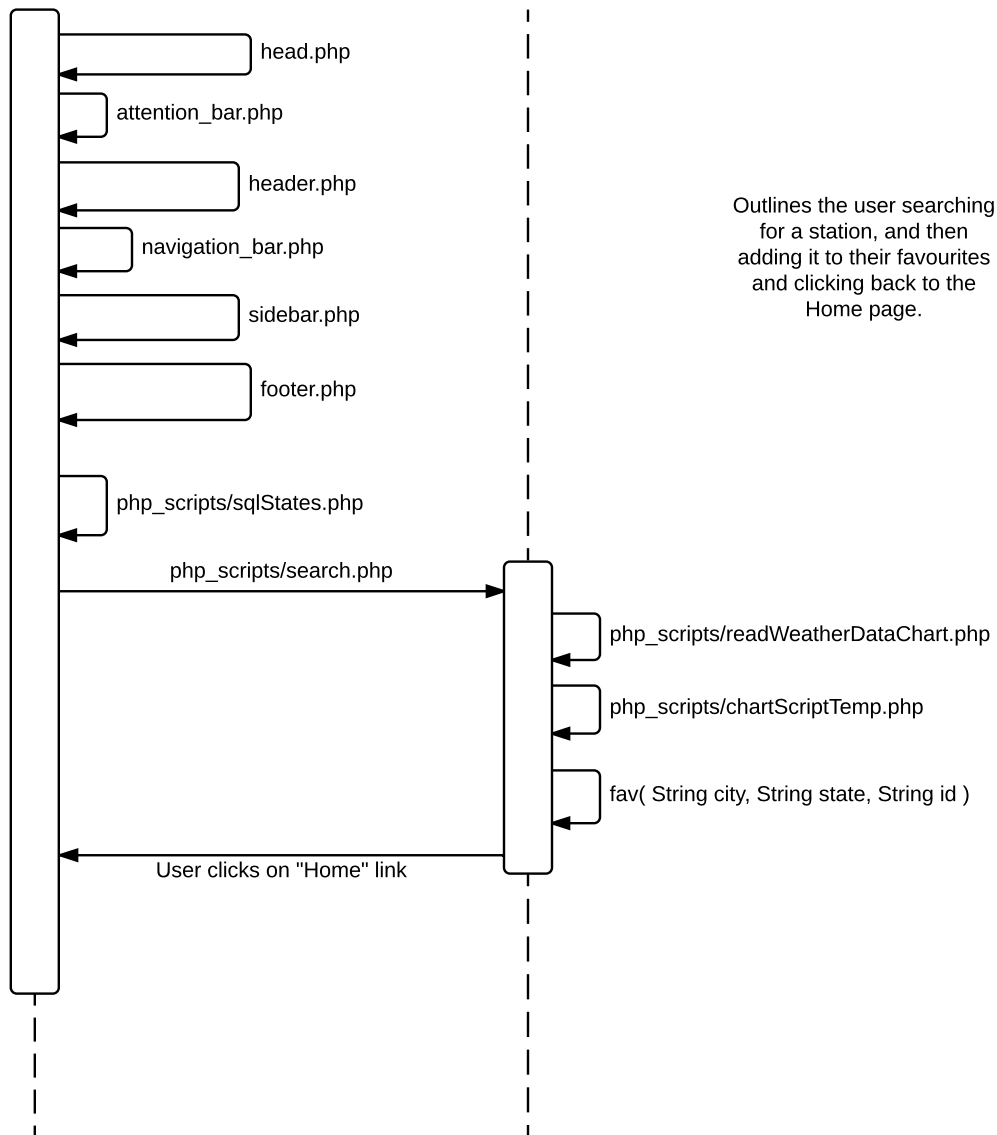 head.php
attention_bar.php
header.php
Outlines the user searching
for a station, and then
adding it to their favourites
and clicking back to the
Home page.
navigation_bar.php
sidebar.php
footer.php
php_scripts/sqlStates.php
php_scripts/search.php
php_scripts/readWeatherDataChart.php
php_scripts/chartScriptTemp.php
fav( String city, String state, String id )
User clicks on "Home" link